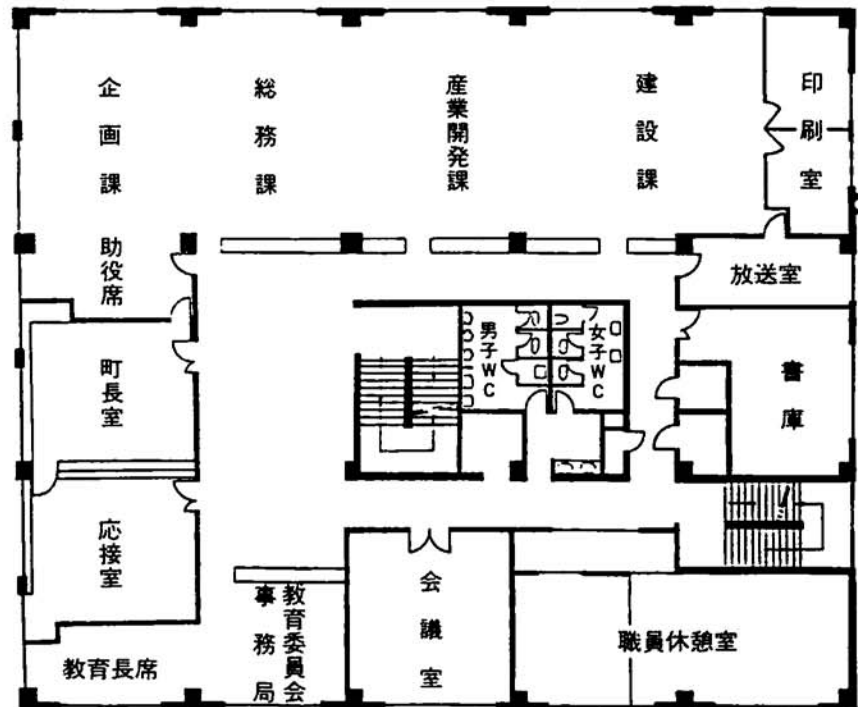 企画課
総務課
産業開発課
建設課
印刷室
助役席
放送室
町長室
男子WC
女子WC
書庫
応接室
教育委員会
事務局
会議室
職員休憩室
教育長席